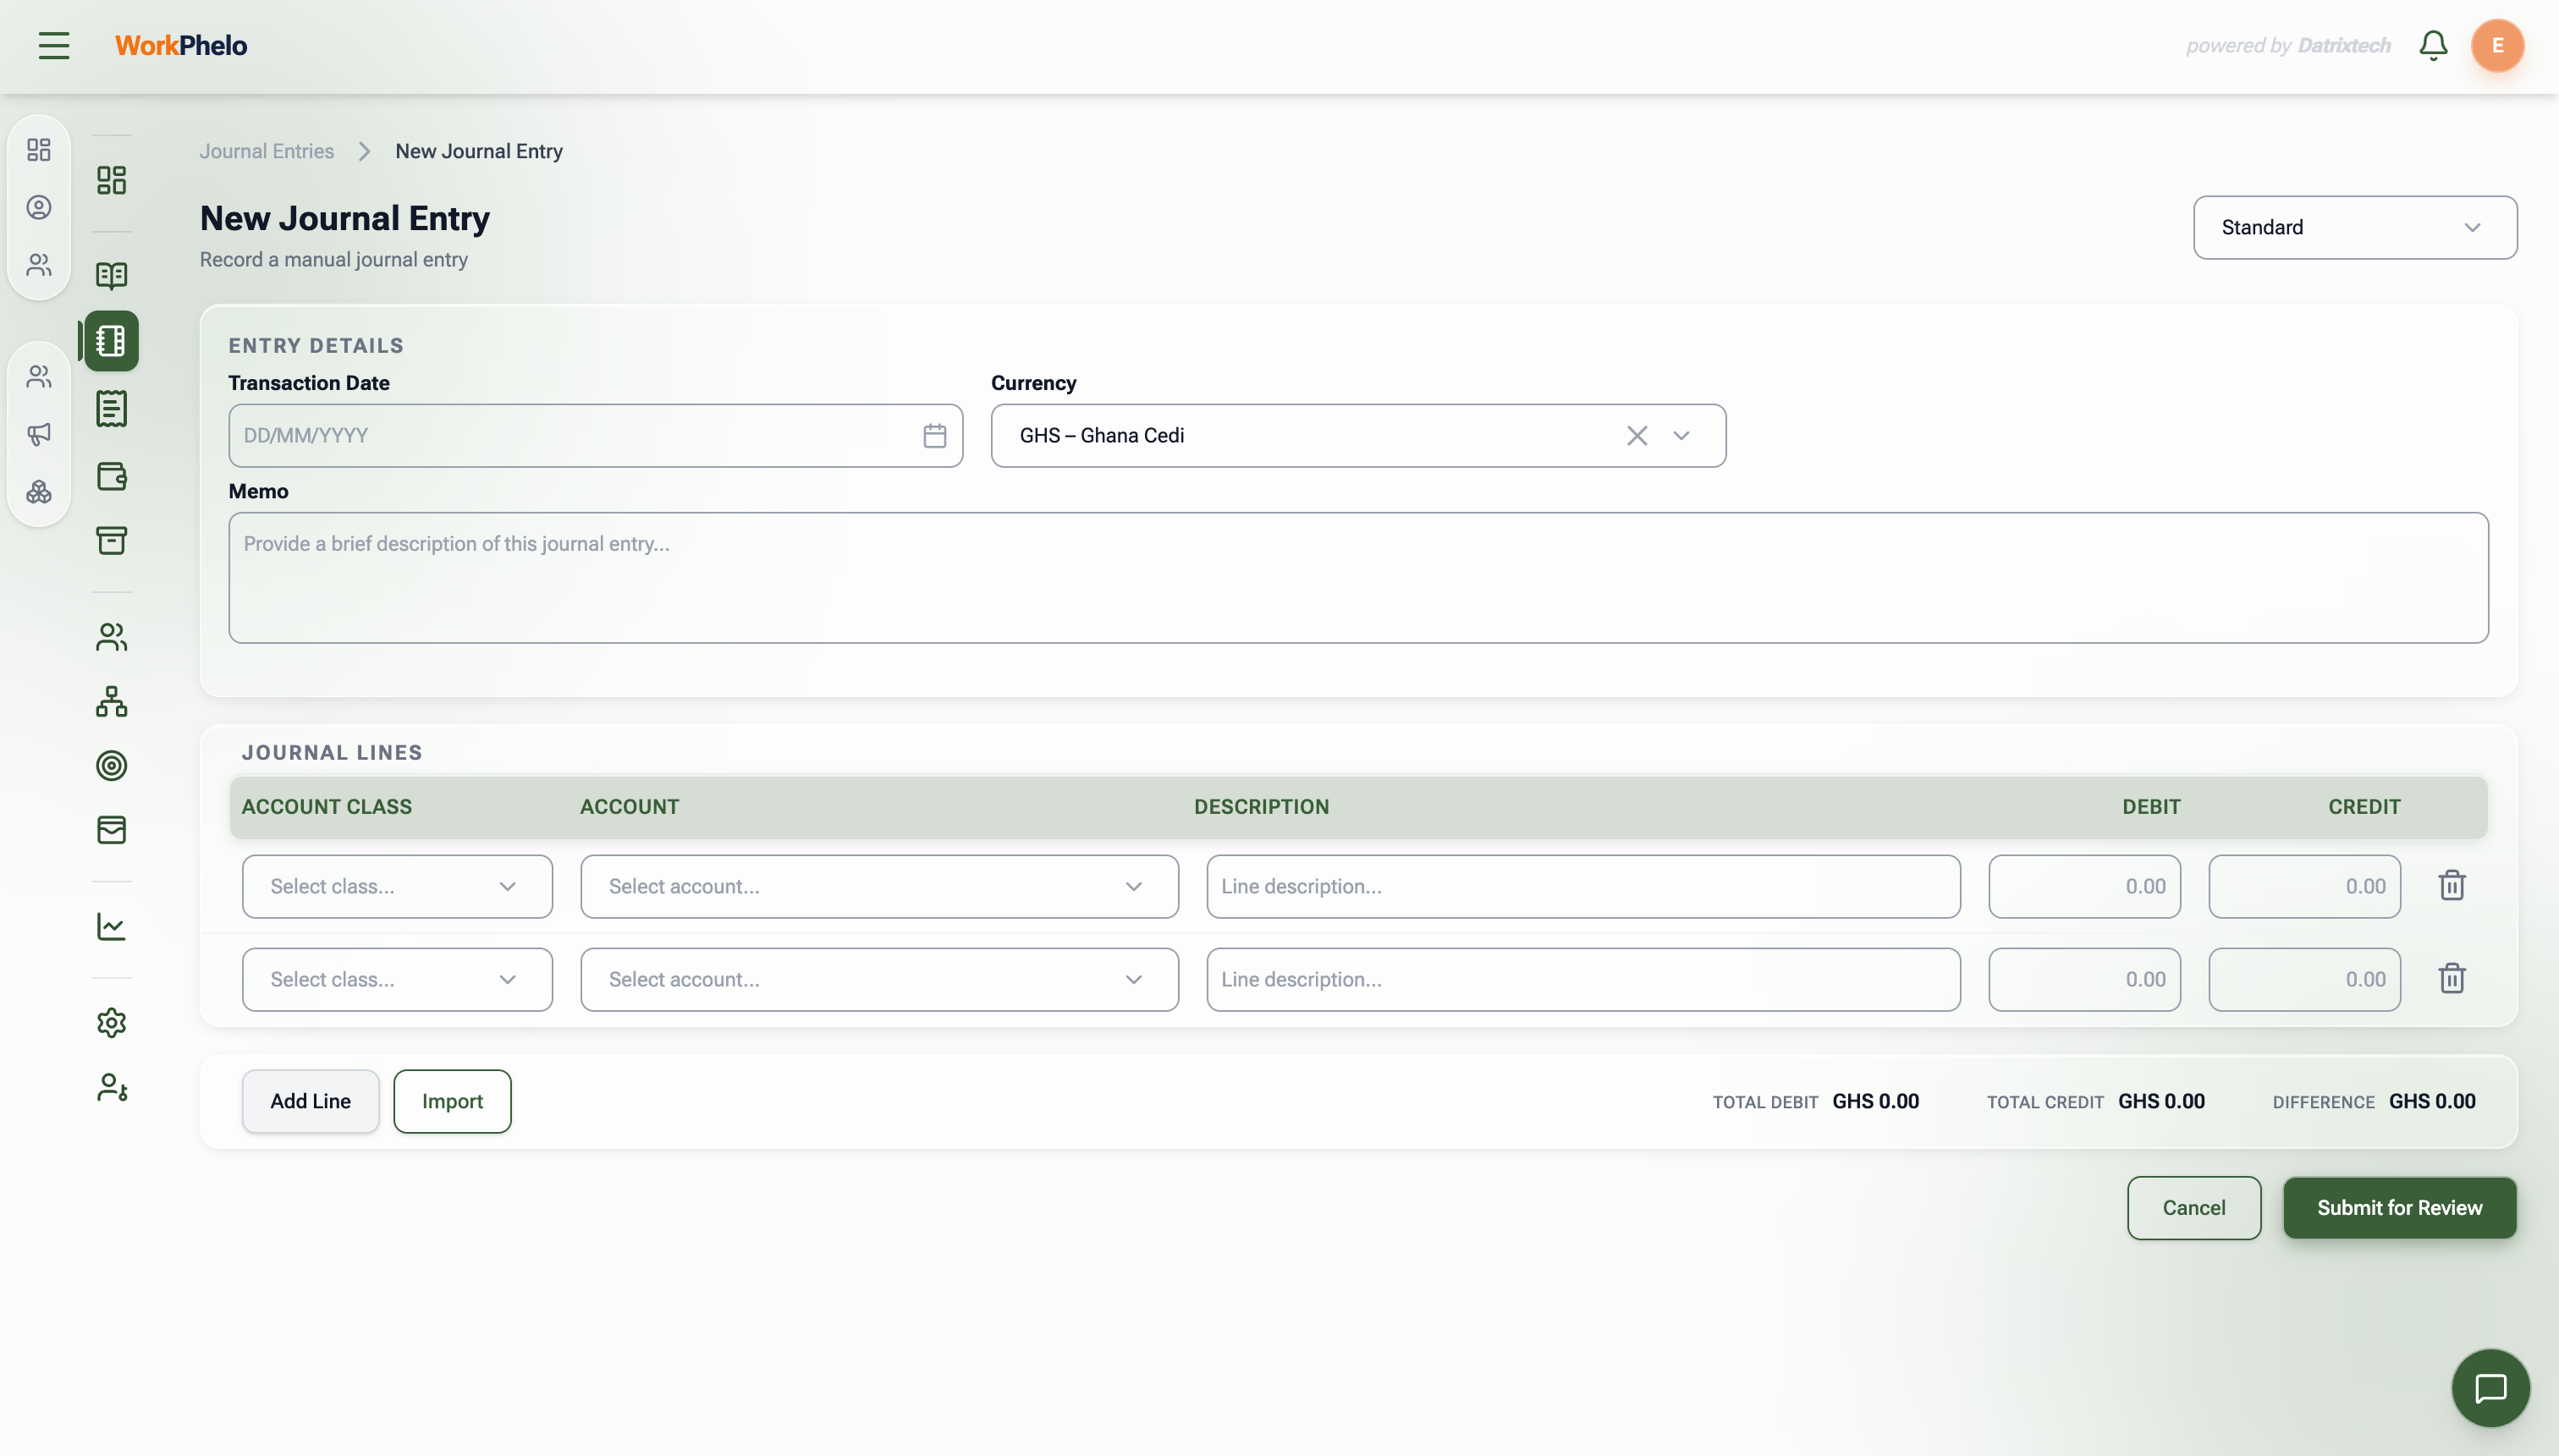 WorkPhelo
powered by Datrixtech
E
Journal Entries
New Journal Entry
New Journal Entry
Record a manual journal entry
Standard
ENTRY DETAILS
Transaction Date
Currency
DD/MM/YYYY
GHS – Ghana Cedi
Memo
Provide a brief description of this journal entry...
JOURNAL LINES
ACCOUNT CLASS ACCOUNT DESCRIPTION DEBIT CREDIT
Select class... Select account... Line description... 0.00 0.00
Select class... Select account... Line description... 0.00 0.00
Add Line Import TOTAL DEBIT GHS 0.00 TOTAL CREDIT GHS 0.00 DIFFERENCE GHS 0.00
Cancel Submit for Review